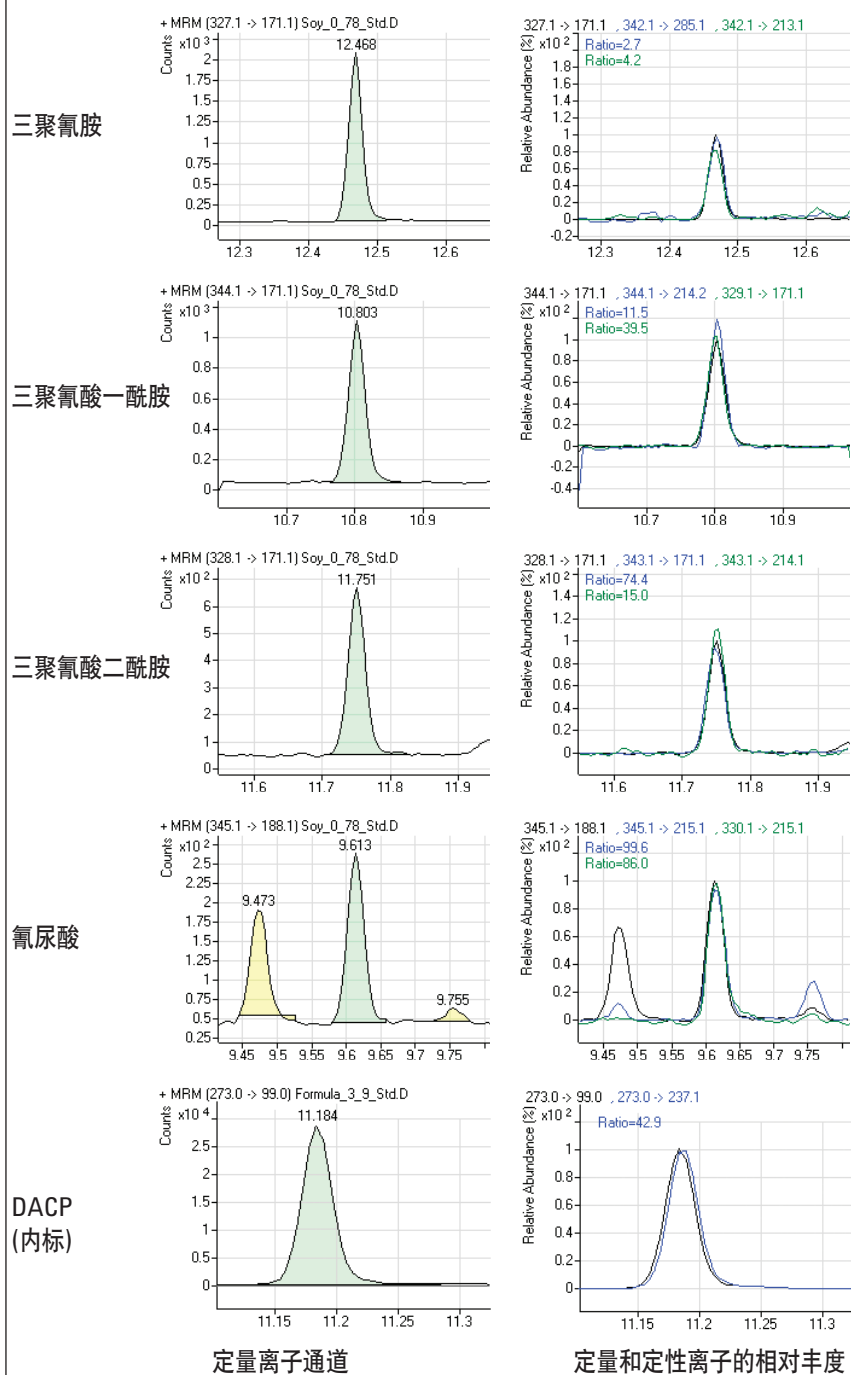 三聚氰胺
+ MRM (327.1 -> 171.1) Soy_0_78_Std.D
Counts
x10 3
12.468
2
1.75
1.5
1.25
1
0.75
0.5
0.25
0
12.3 12.4 12.5 12.6
327.1 -> 171.1 , 342.1 -> 285.1 , 342.1 -> 213.1
Relative Abundance (%)
x10 2
Ratio=2.7
Ratio=4.2
1.8
1.6
1.4
1.2
1
0.8
0.6
0.4
0.2
0
-0.2
12.3 12.4 12.5 12.6
三聚氰酸一酰胺
+ MRM (344.1 -> 171.1) Soy_0_78_Std.D
Counts
x10 3
10.803
1
0.8
0.6
0.4
0.2
0
10.7 10.8 10.9
344.1 -> 171.1 , 344.1 -> 214.2 , 329.1 -> 171.1
Relative Abundance (%)
x10 2
Ratio=11.5
Ratio=39.5
1.2
1
0.8
0.6
0.4
0.2
0
-0.2
-0.4
10.7 10.8 10.9
三聚氰酸二酰胺
+ MRM (328.1 -> 171.1) Soy_0_78_Std.D
Counts
x10 2
11.751
6
5
4
3
2
1
0
11.6 11.7 11.8 11.9
328.1 -> 171.1 , 343.1 -> 171.1 , 343.1 -> 214.1
Relative Abundance (%)
x10 2
Ratio=74.4
Ratio=15.0
1.4
1.2
1
0.8
0.6
0.4
0.2
0
11.6 11.7 11.8 11.9
氰尿酸
+ MRM (345.1 -> 188.1) Soy_0_78_Std.D
Counts
x10 2
9.613
9.473
9.755
2.5
2.25
2
1.75
1.5
1.25
1
0.75
0.5
0.25
9.45 9.5 9.55 9.6 9.65 9.7 9.75
345.1 -> 188.1 , 345.1 -> 215.1 , 330.1 -> 215.1
Relative Abundance (%)
x10 2
Ratio=99.6
Ratio=86.0
1
0.8
0.6
0.4
0.2
0
9.45 9.5 9.55 9.6 9.65 9.7 9.75
DACP
(内标)
+ MRM (273.0 -> 99.0) Formula_3_9_Std.D
Counts
x10 4
11.184
2.5
2
1.5
1
0.5
0
11.15 11.2 11.25 11.3
273.0 -> 99.0 , 273.0 -> 237.1
Relative Abundance (%)
x10 2
Ratio=42.9
1
0.8
0.6
0.4
0.2
0
11.15 11.2 11.25 11.3
定量离子通道
定量和定性离子的相对丰度